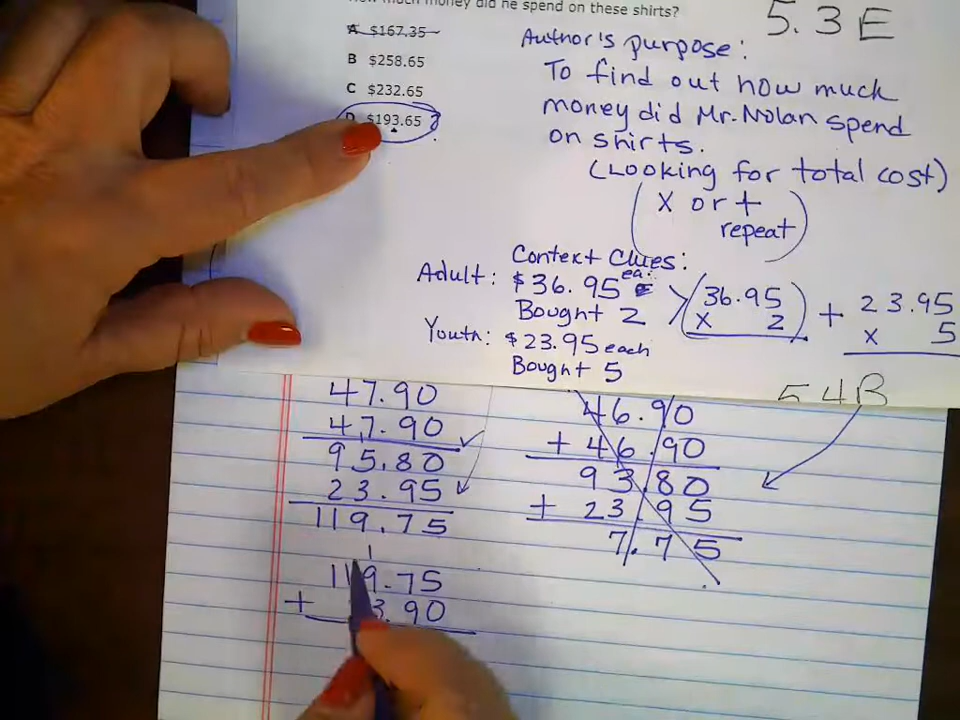 How much money did he spend on these shirts?
A $167.35
B $258.65
C $232.65
D $193.65
5.3E
Author's purpose:
To find out how much
money did Mr. Nolan spend
on shirts.
(Looking for total cost)
X or +
repeat
Context Clues:
Adult: $36.95 ea.
Bought 2
Youth: $23.95 each
Bought 5
36.95
X 2
+
23.95
X 5
5.4B
47.90
47.90
95.80
23.95
119.75
1
119.75
+ 3.90
46.90
+ 46.90
93.80
+ 23.95
7.75